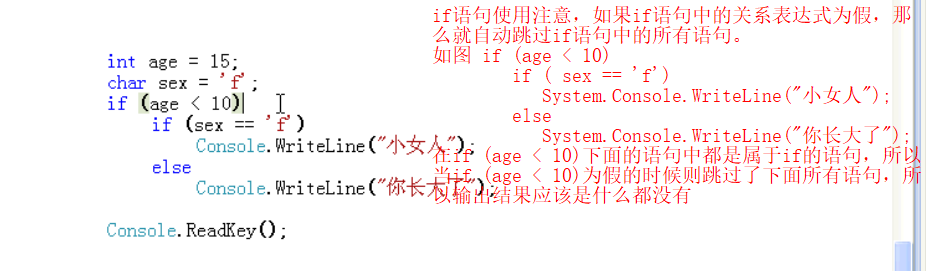 int age = 15;
char sex = 'f';
if (age < 10)
if (sex == 'f')
Console.WriteLine("小女人");
else
Console.WriteLine("你长大了");
Console.ReadKey();
if语句使用注意，如果if语句中的关系表达式为假，那
么就自动跳过if语句中的所有语句。
如图 if (age < 10)
if ( sex == 'f')
System.Console.WriteLine("小女人");
else
System.Console.WriteLine("你长大了");
在if (age < 10)下面的语句中都是属于if的语句，所以
当if (age < 10)为假的时候则跳过了下面所有语句，所
以输出结果应该是什么都没有